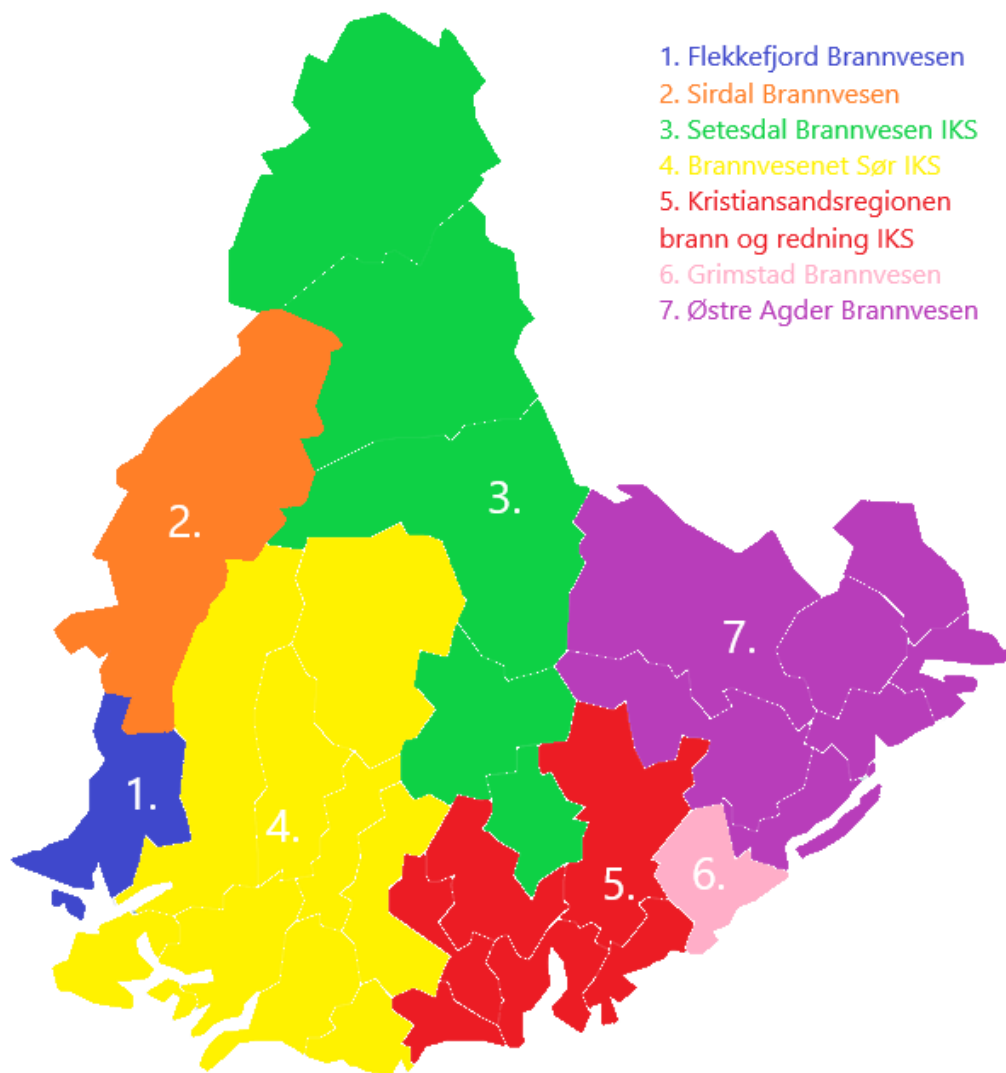 1. Flekkefjord Brannvesen
2. Sirdal Brannvesen
3. Setesdal Brannvesen IKS
4. Brannvesenet Sør IKS
5. Kristiansandsregionen
brann og redning IKS
6. Grimstad Brannvesen
7. Østre Agder Brannvesen
3.
2.
7.
1.
4.
6.
5.